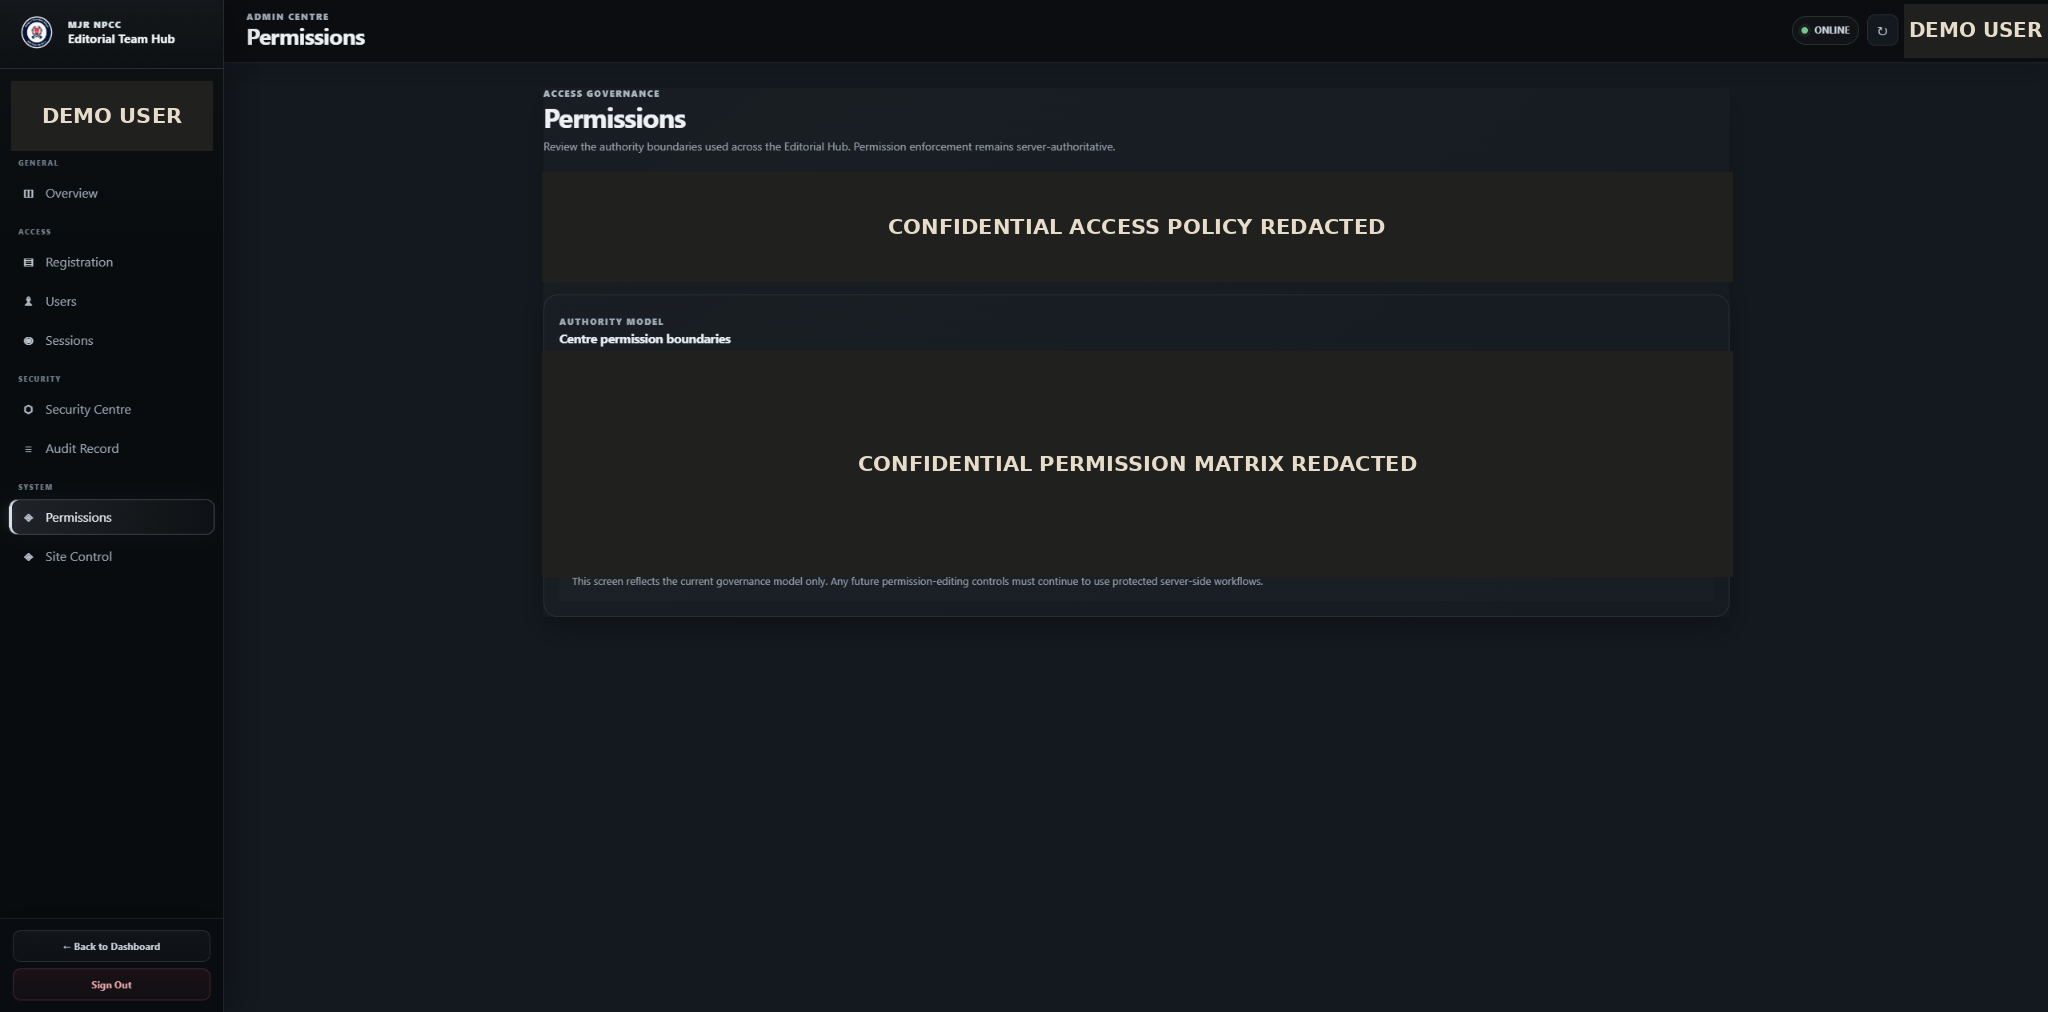 MJR NPCC
Editorial Team Hub
DEMO USER
GENERAL
Overview
ACCESS
Registration
Users
Sessions
SECURITY
Security Centre
Audit Record
SYSTEM
Permissions
Site Control
← Back to Dashboard
Sign Out
ADMIN CENTRE
Permissions
ONLINE
DEMO USER
ACCESS GOVERNANCE
Permissions
Review the authority boundaries used across the Editorial Hub. Permission enforcement remains server-authoritative.
CONFIDENTIAL ACCESS POLICY REDACTED
AUTHORITY MODEL
Centre permission boundaries
CONFIDENTIAL PERMISSION MATRIX REDACTED
This screen reflects the current governance model only. Any future permission-editing controls must continue to use protected server-side workflows.